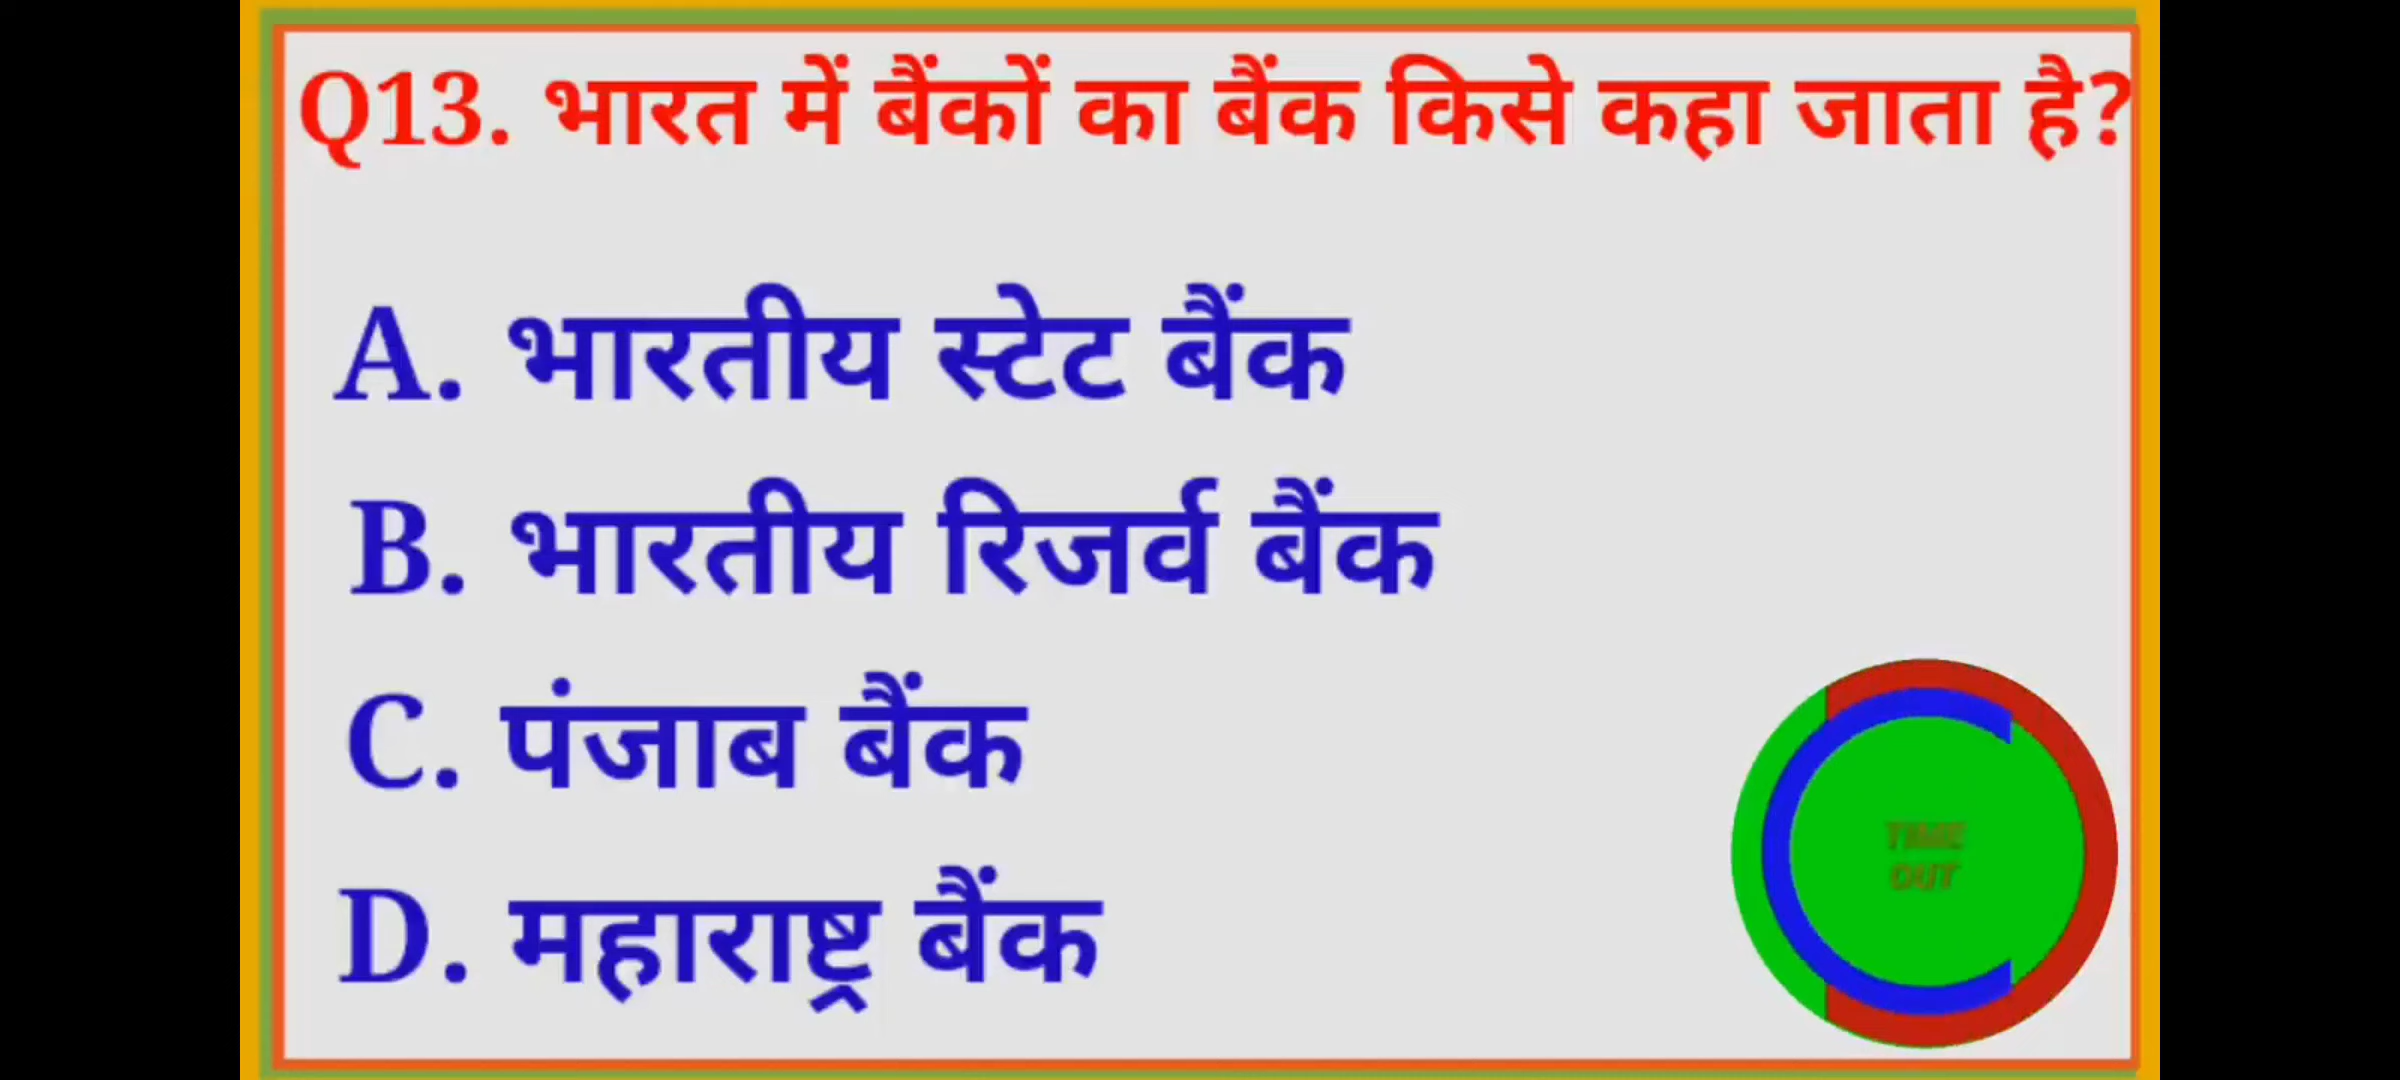 Q13. भारत में बैंकों का बैंक किसे कहा जाता है?
A. भारतीय स्टेट बैंक
B. भारतीय रिजर्व बैंक
C. पंजाब बैंक
D. महाराष्ट्र बैंक
TIME
OUT